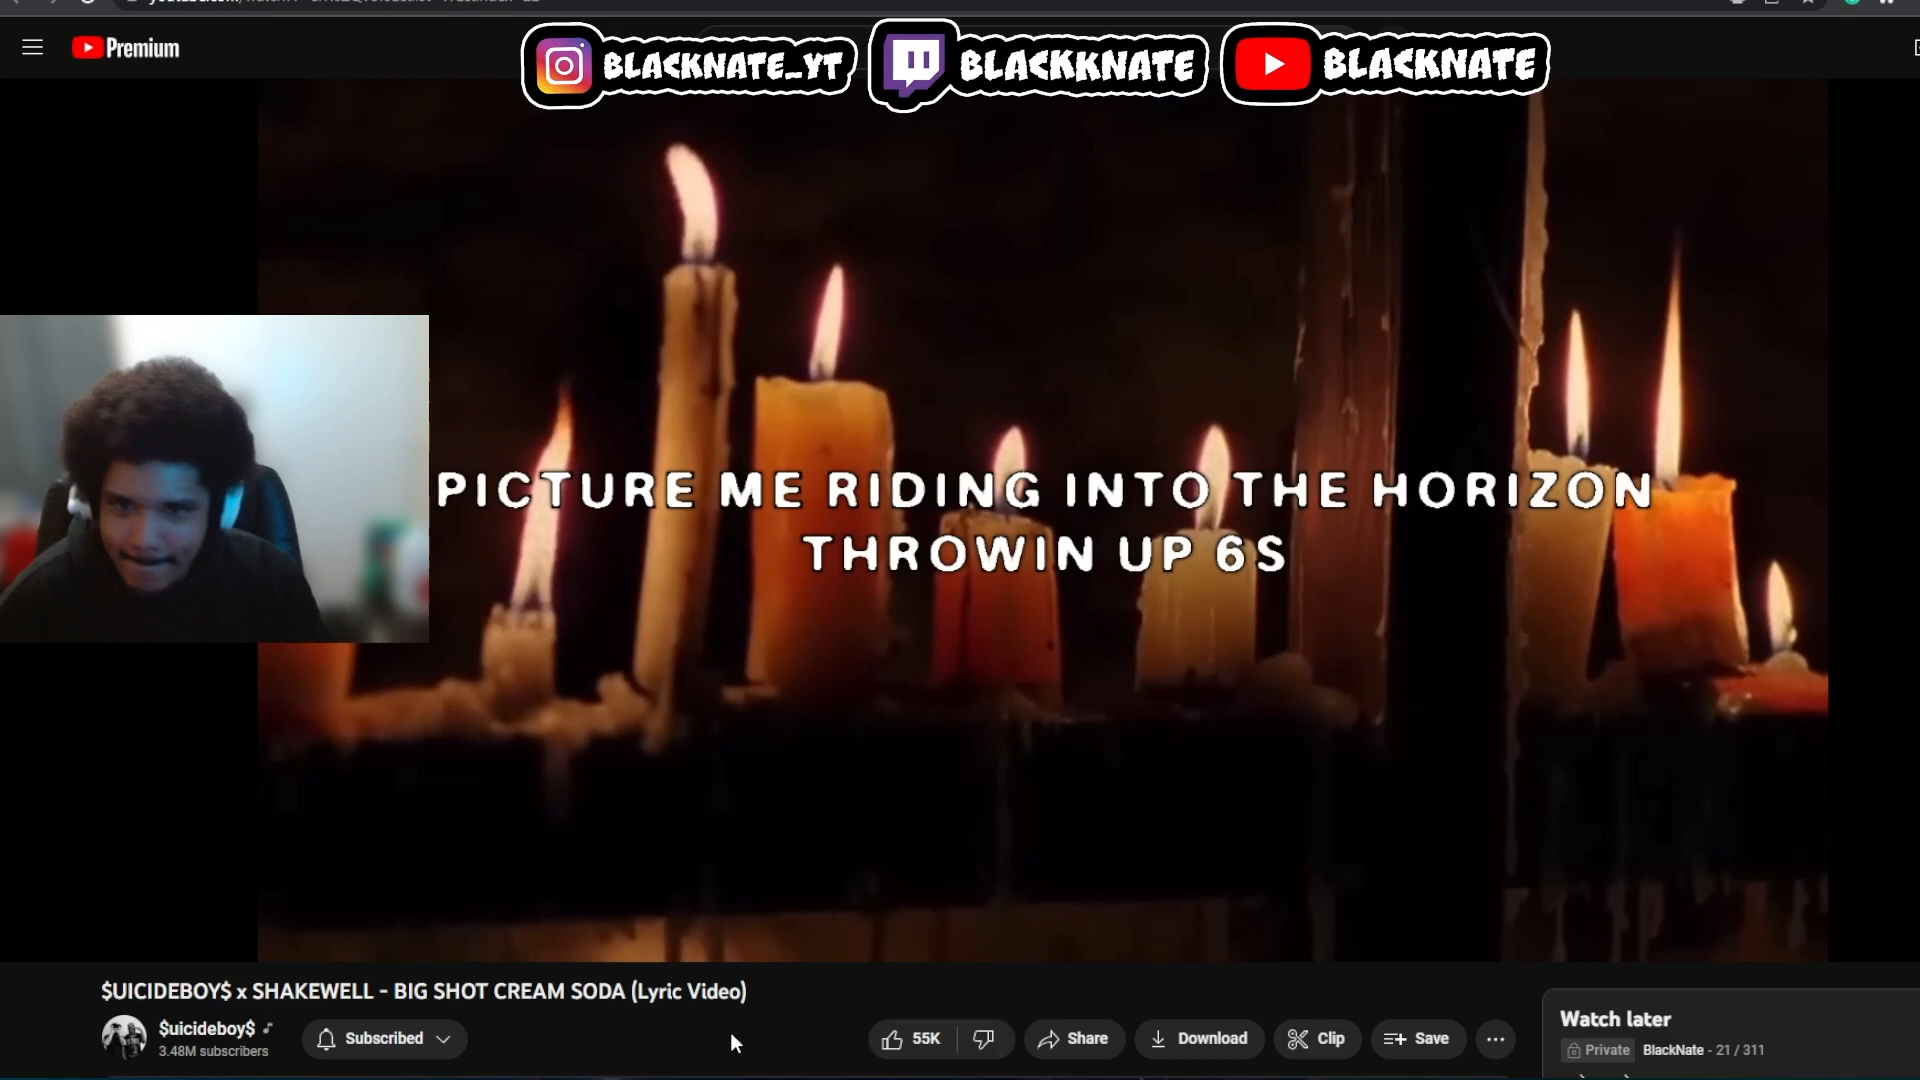 Premium
BLACKNATE_YT
BLACKKNATE
BLACKNATE
PICTURE ME RIDING INTO THE HORIZON
THROWIN UP 6S
$UICIDEBOY$ x SHAKEWELL - BIG SHOT CREAM SODA (Lyric Video)
$uicideboy$
3.48M subscribers
Subscribed
55K
Share
Download
Clip
Save
Watch later
Private
BlackNate - 21 / 311